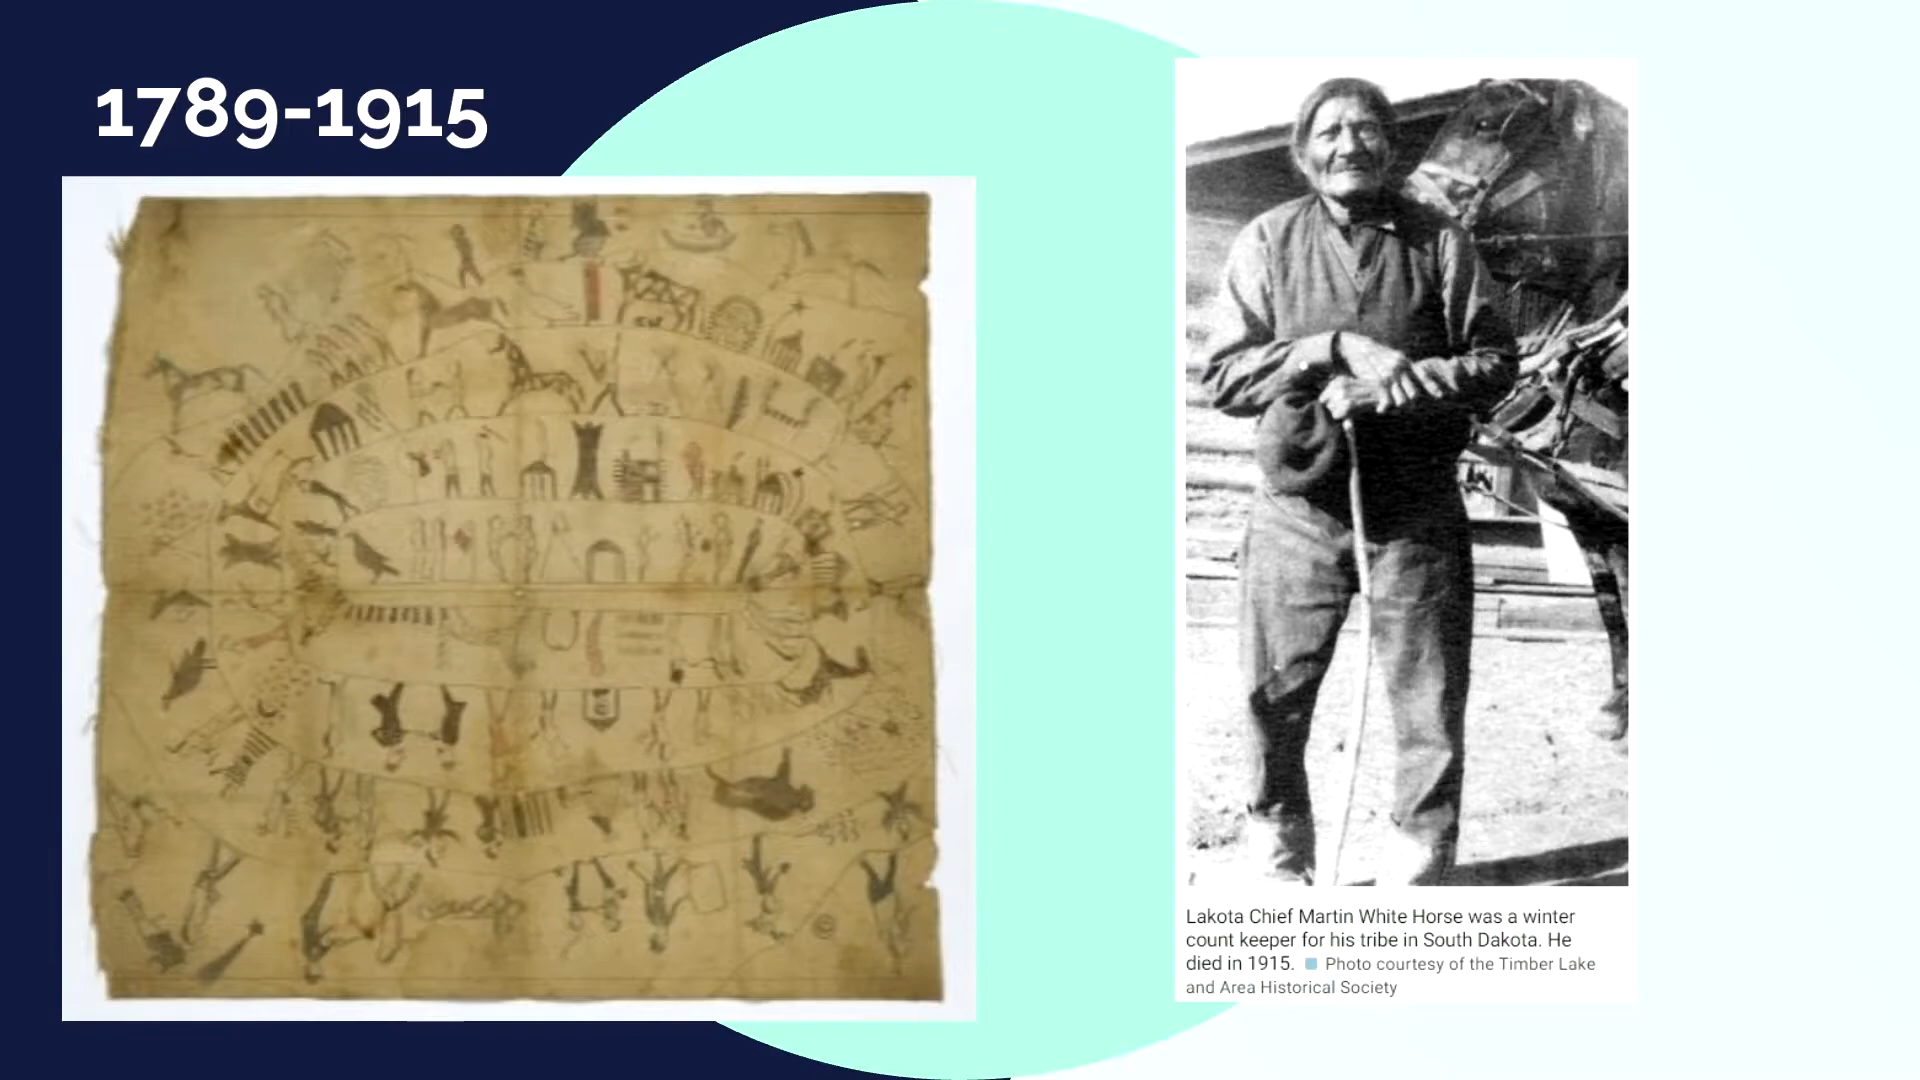 1789-1915
Lakota Chief Martin White Horse was a winter
count keeper for his tribe in South Dakota. He
died in 1915. Photo courtesy of the Timber Lake
and Area Historical Society